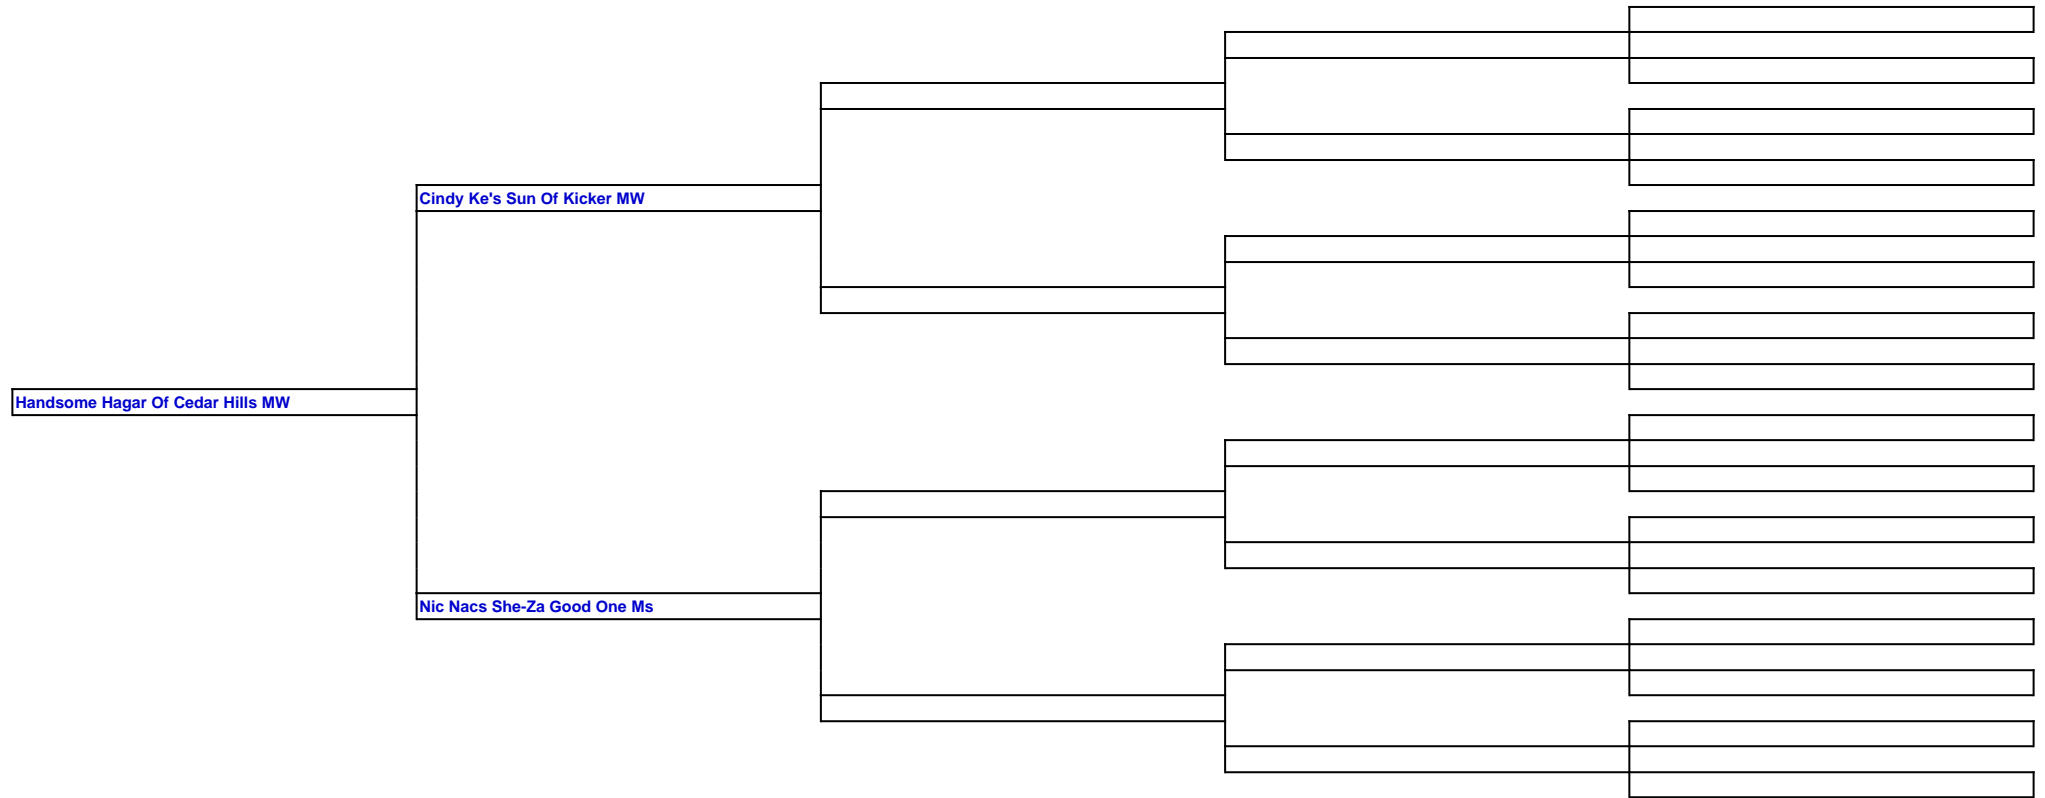 Cindy Ke's Sun Of Kicker MW
Handsome Hagar Of Cedar Hills MW
Nic Nacs She-Za Good One Ms